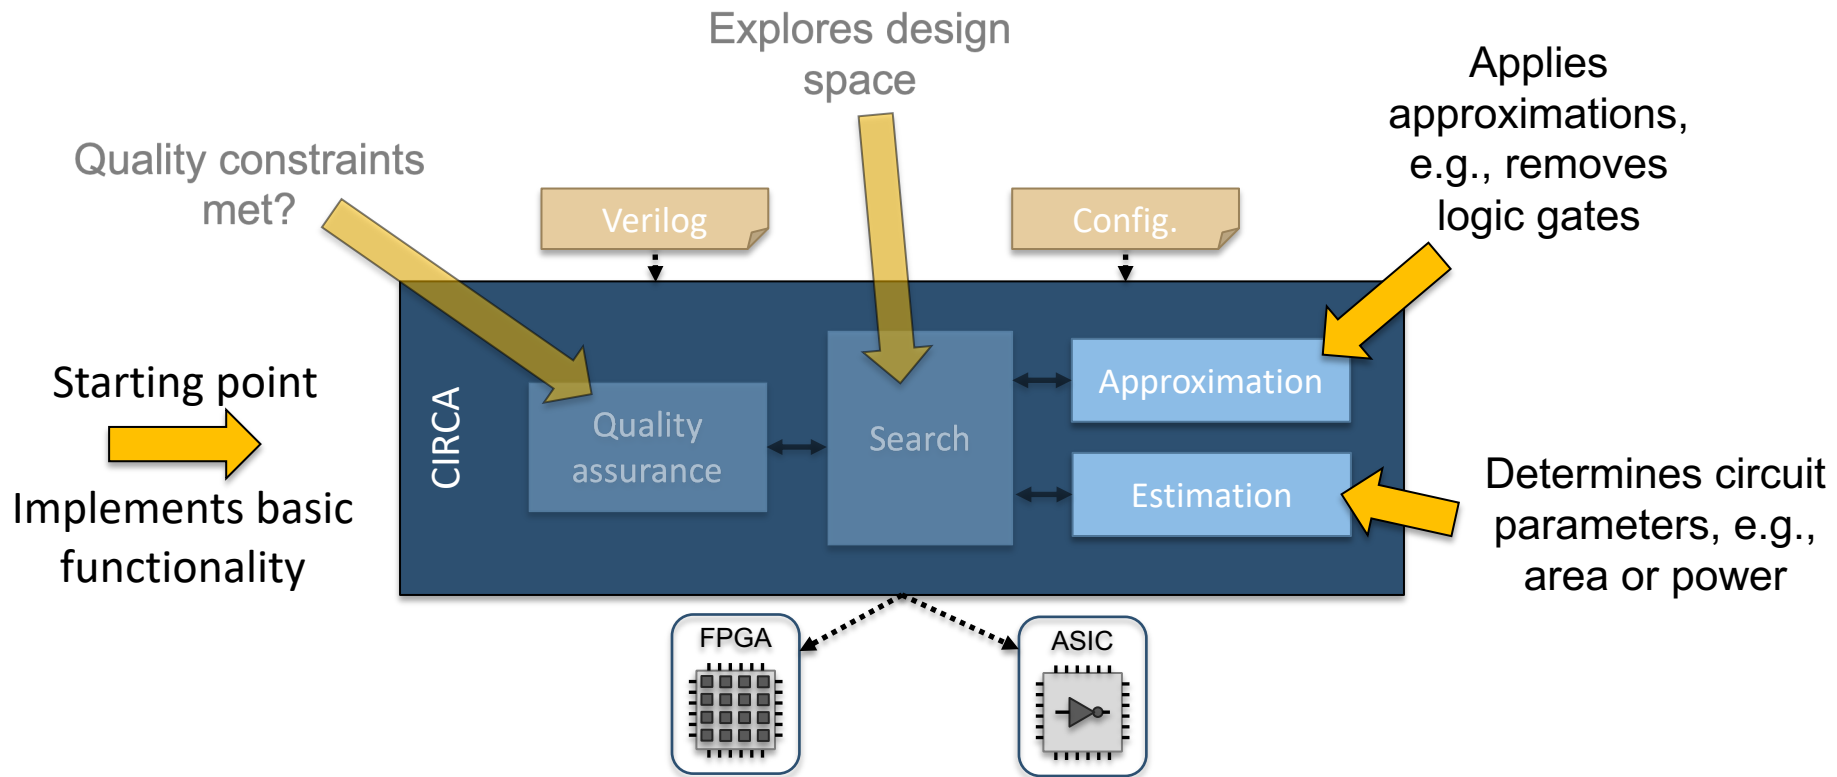 Explores design
space
Applies
approximations,
e.g., removes
logic gates
Quality constraints
met?
Verilog
Config.
Starting point
Implements basic
functionality
CIRCA
Quality
assurance
Search
Approximation
Estimation
Determines circuit
parameters, e.g.,
area or power
FPGA
ASIC